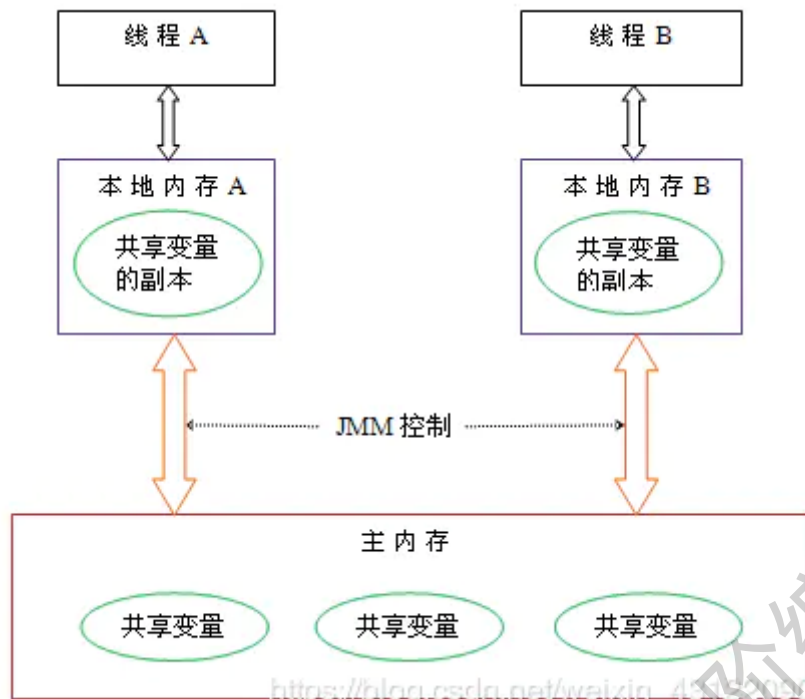 线程 A
线程 B
本地内存 A
本地内存 B
共享变量
的副本
共享变量
的副本
JMM 控制
主内存
共享变量
共享变量
共享变量